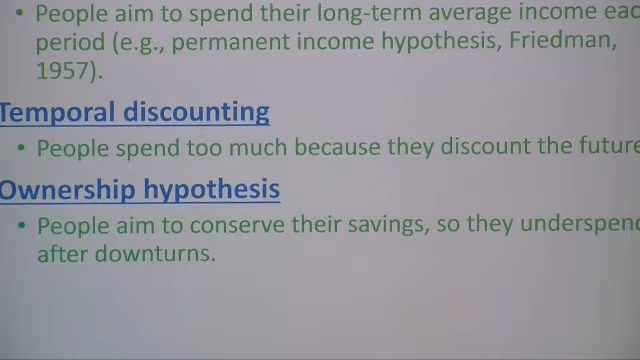 • People aim to spend their long-term average income eac
period (e.g., permanent income hypothesis, Friedman,
1957).
Temporal discounting
• People spend too much because they discount the future
Ownership hypothesis
• People aim to conserve their savings, so they underspend
after downturns.